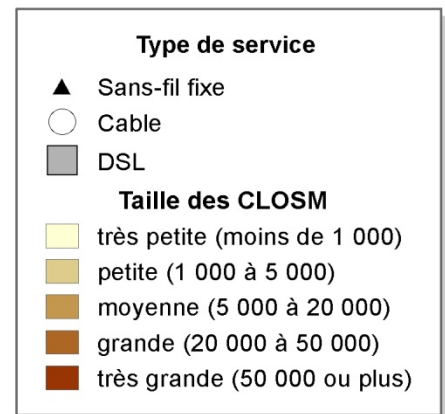 Type de service
Sans-fil fixe
Cable
DSL
Taille des CLOSM
très petite (moins de 1 000)
petite (1 000 à 5 000)
moyenne (5 000 à 20 000)
grande (20 000 à 50 000)
très grande (50 000 ou plus)